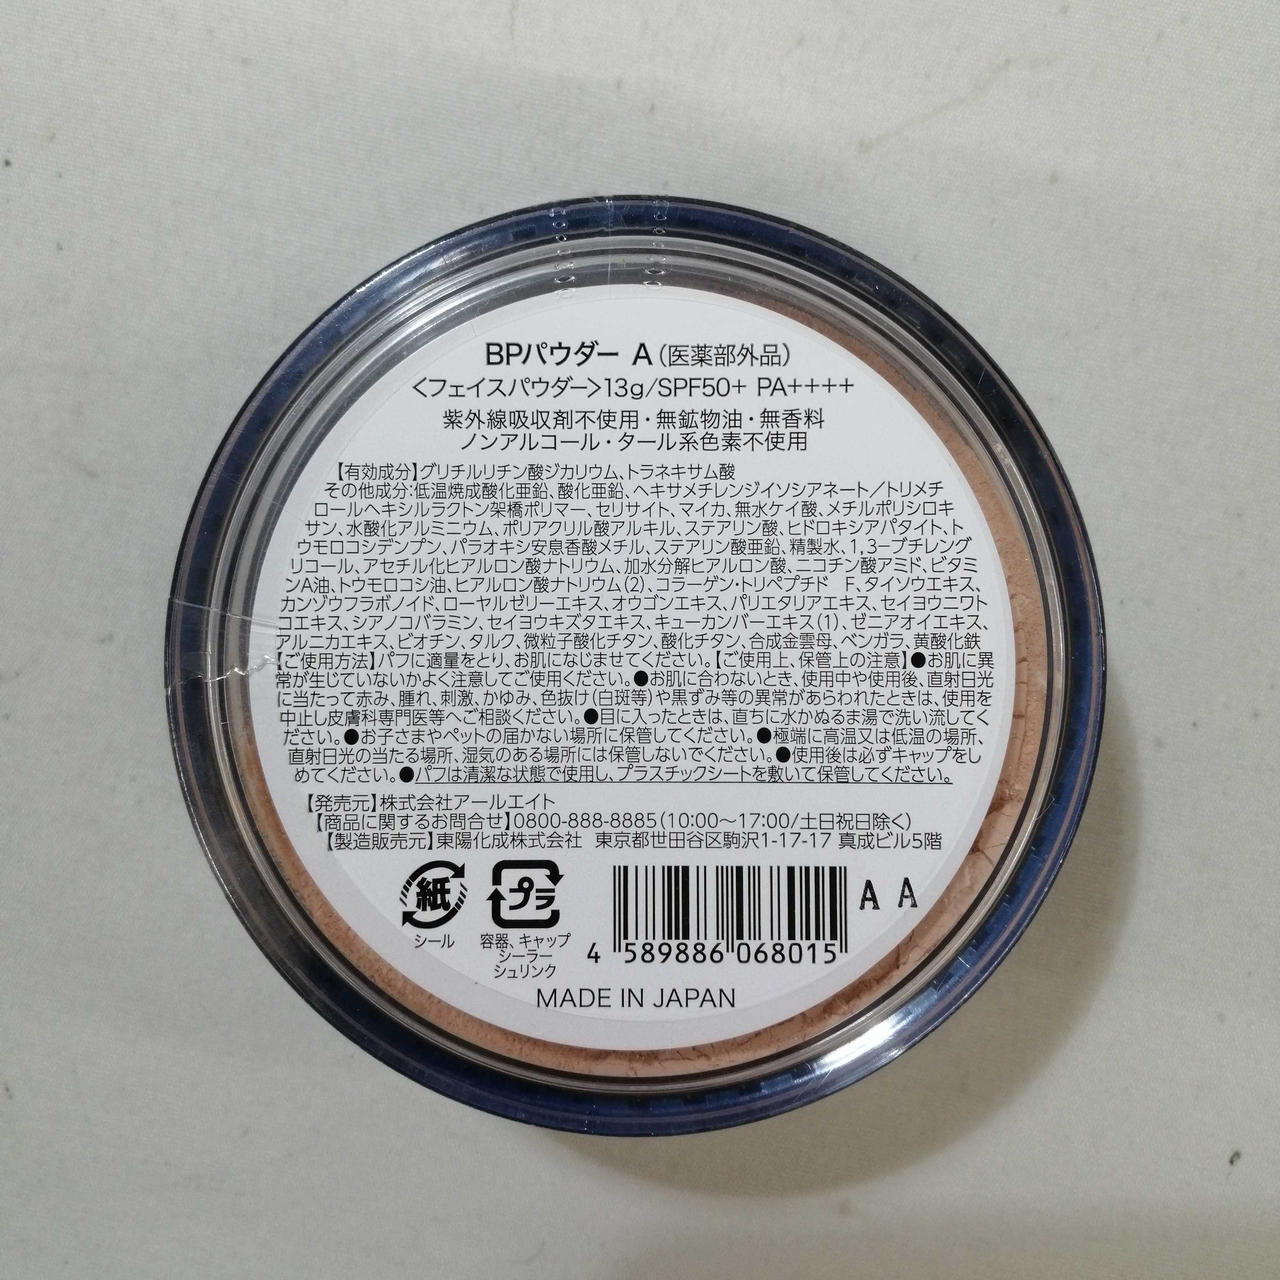 BPパウダー A(医薬部外品)
<フェイスパウダー>13g/SPF50+ PA++++
紫外線吸収剤不使用・無鉱物油・無香料
ノンアルコール・タール系色素不使用
【有効成分】グリチルリチン酸ジカリウム、トラネキサム酸
その他成分:低温焼成酸化亜鉛、酸化亜鉛、ヘキサメチレンジイソシアネート/トリメチ
ロールヘキシルラクトン架橋ポリマー、セリサイト、マイカ、無水ケイ酸、メチルポリシロキ
サン、水酸化アルミニウム、ポリアクリル酸アルキル、ステアリン酸、ヒドロキシアパタイト、ト
ウモロコシデンプン、パラオキシ安息香酸メチル、ステアリン酸亜鉛、精製水、1,3-ブチレング
リコール、アセチル化ヒアルロン酸ナトリウム、加水分解ヒアルロン酸、ニコチン酸アミド、ビタミ
ンA油、トウモロコシ油、ヒアルロン酸ナトリウム(2)、コラーゲン・トリペプチド F、タイソウエキス、
カンゾウフラボノイド、ローヤルゼリーエキス、オウゴンエキス、パリエタリアエキス、セイヨウニワト
コエキス、シアノコバラミン、セイヨウキズタエキス、キューカンバーエキス(1)、ゼニアオイエキス、
アルニカエキス、ビオチン、タルク、微粒子酸化チタン、酸化チタン、合成金雲母、ベンガラ、黄酸化鉄
【ご使用方法】パフに適量をとり、お肌になじませてください。【ご使用上、保管上の注意】●お肌に異
常が生じていないかよく注意してご使用ください。●お肌に合わないとき、使用中や使用後、直射日光
に当たって赤み、腫れ、刺激、かゆみ、色抜け(白斑等)や黒ずみ等の異常があらわれたときは、使用を
中止し皮膚科専門医等へご相談ください。●目に入ったときは、直ちに水かぬるま湯で洗い流してく
ださい。●お子さまやペットの届かない場所に保管してください。●極端に高温又は低温の場所、
直射日光の当たる場所、湿気のある場所には保管しないでください。●使用後は必ずキャップをし
めてください。●パフは清潔な状態で使用し、プラスチックシートを敷いて保管してください。
【発売元】株式会社アールエイト
【商品に関するお問合せ】0800-888-8885(10:00〜17:00/土日祝日除く)
【製造販売元】東陽化成株式会社 東京都世田谷区駒沢1-17-17 真成ビル5階
紙
シール
プラ
容器、キャップ
シーラー
シュリンク
4 589886 068015
A A
MADE IN JAPAN